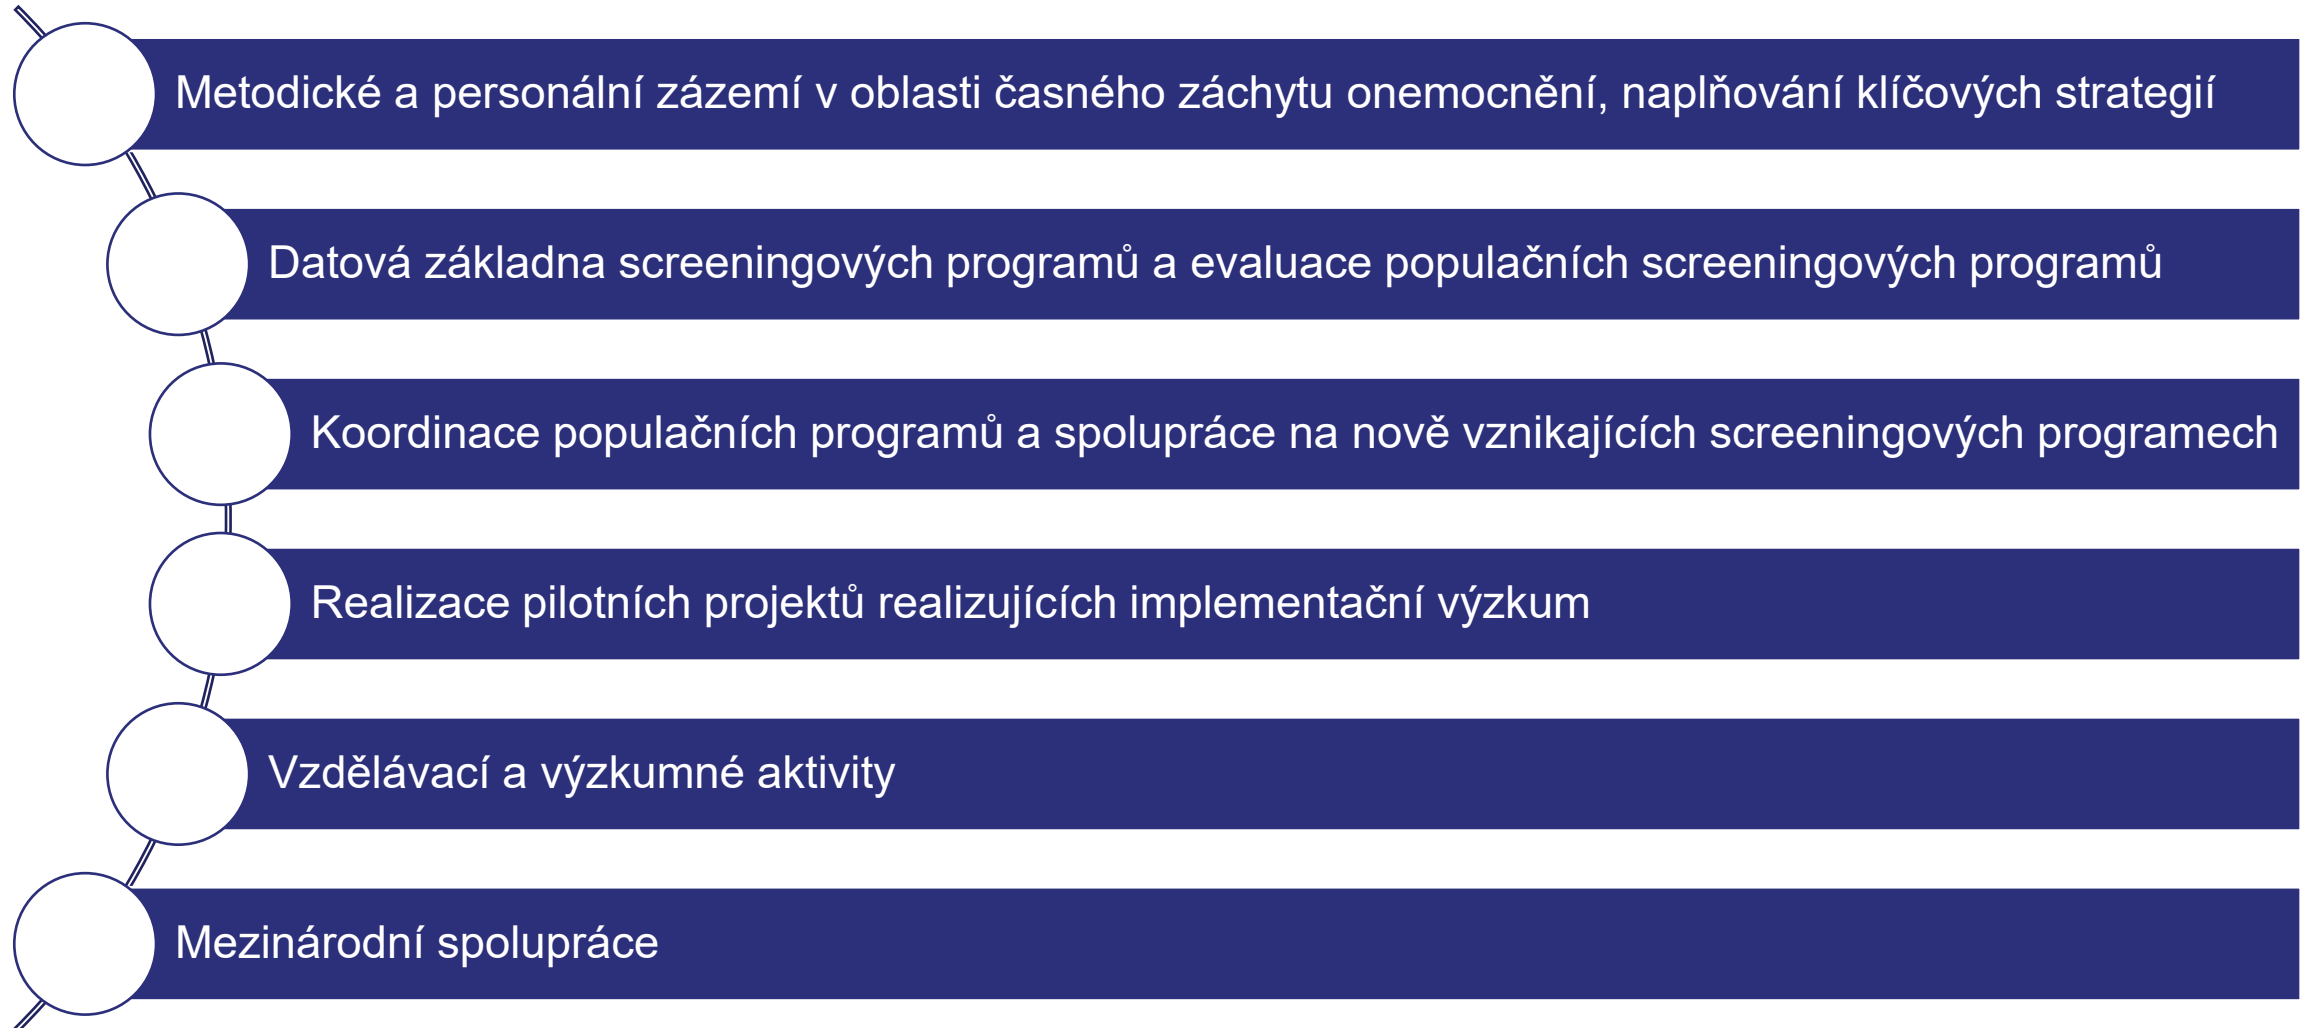 Metodické a personální zázemí v oblasti časného záchytu onemocnění, naplňování klíčových strategií
Datová základna screeningových programů a evaluace populačních screeningových programů
Koordinace populačních programů a spolupráce na nově vznikajících screeningových programech
Realizace pilotních projektů realizujících implementační výzkum
Vzdělávací a výzkumné aktivity
Mezinárodní spolupráce